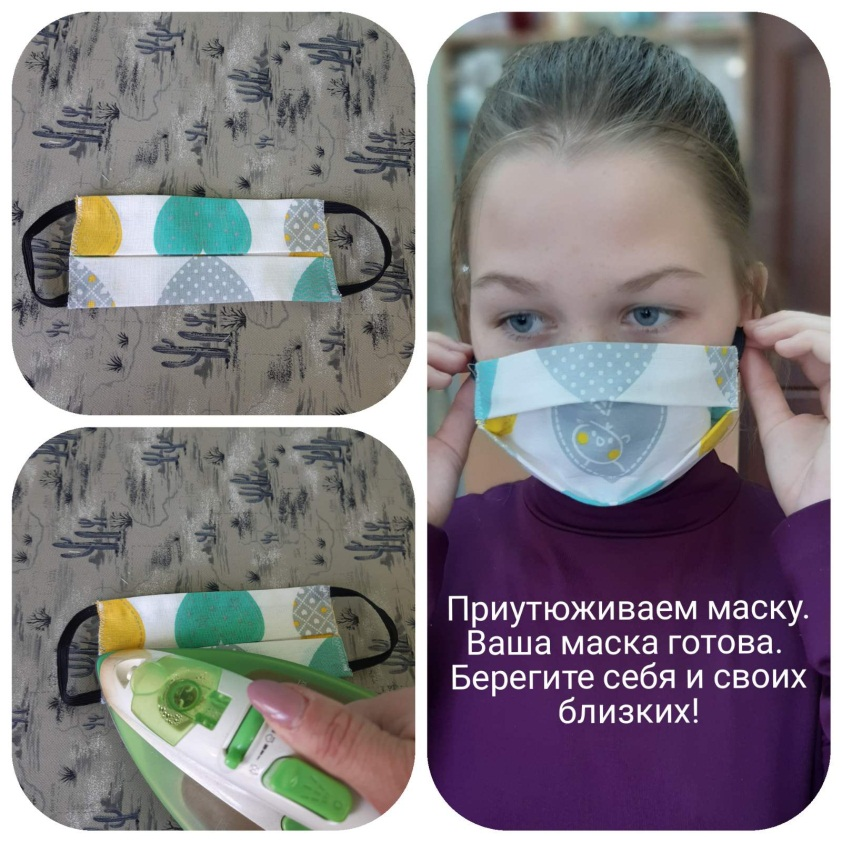 Приутюживаем маску.
Ваша маска готова.
Берегите себя и своих
близких!